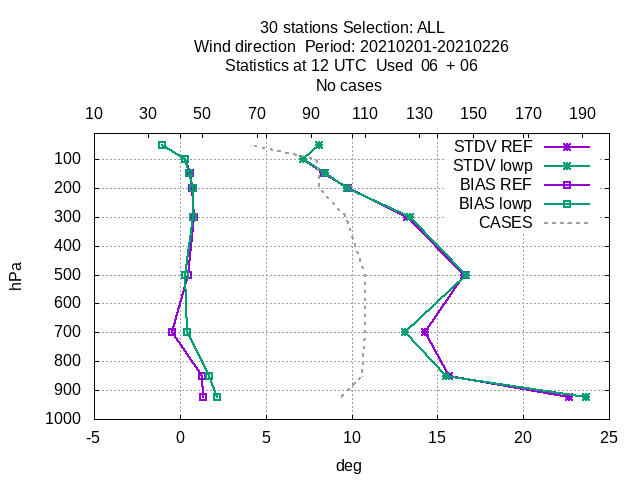 30 stations Selection: ALL
Wind direction  Period: 20210201-20210226
Statistics at 12 UTC  Used  06  + 06
No cases
10 30 50 70 90 110 130 150 170 190
STDV REF
STDV lowp
BIAS REF
BIAS lowp
CASES
100
200
300
400
500
600
700
800
900
1000
hPa
-5 0 5 10 15 20 25
deg